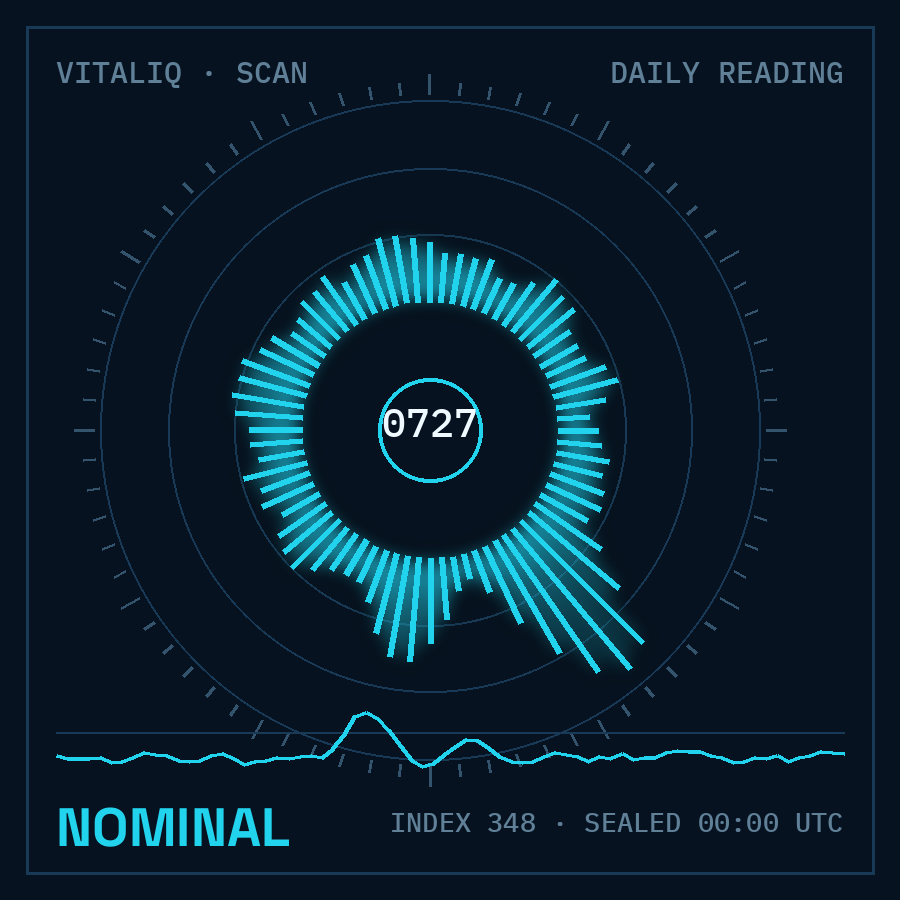 VITALIQ · SCAN
DAILY READING
0727
NOMINAL
INDEX 348 · SEALED 00:00 UTC